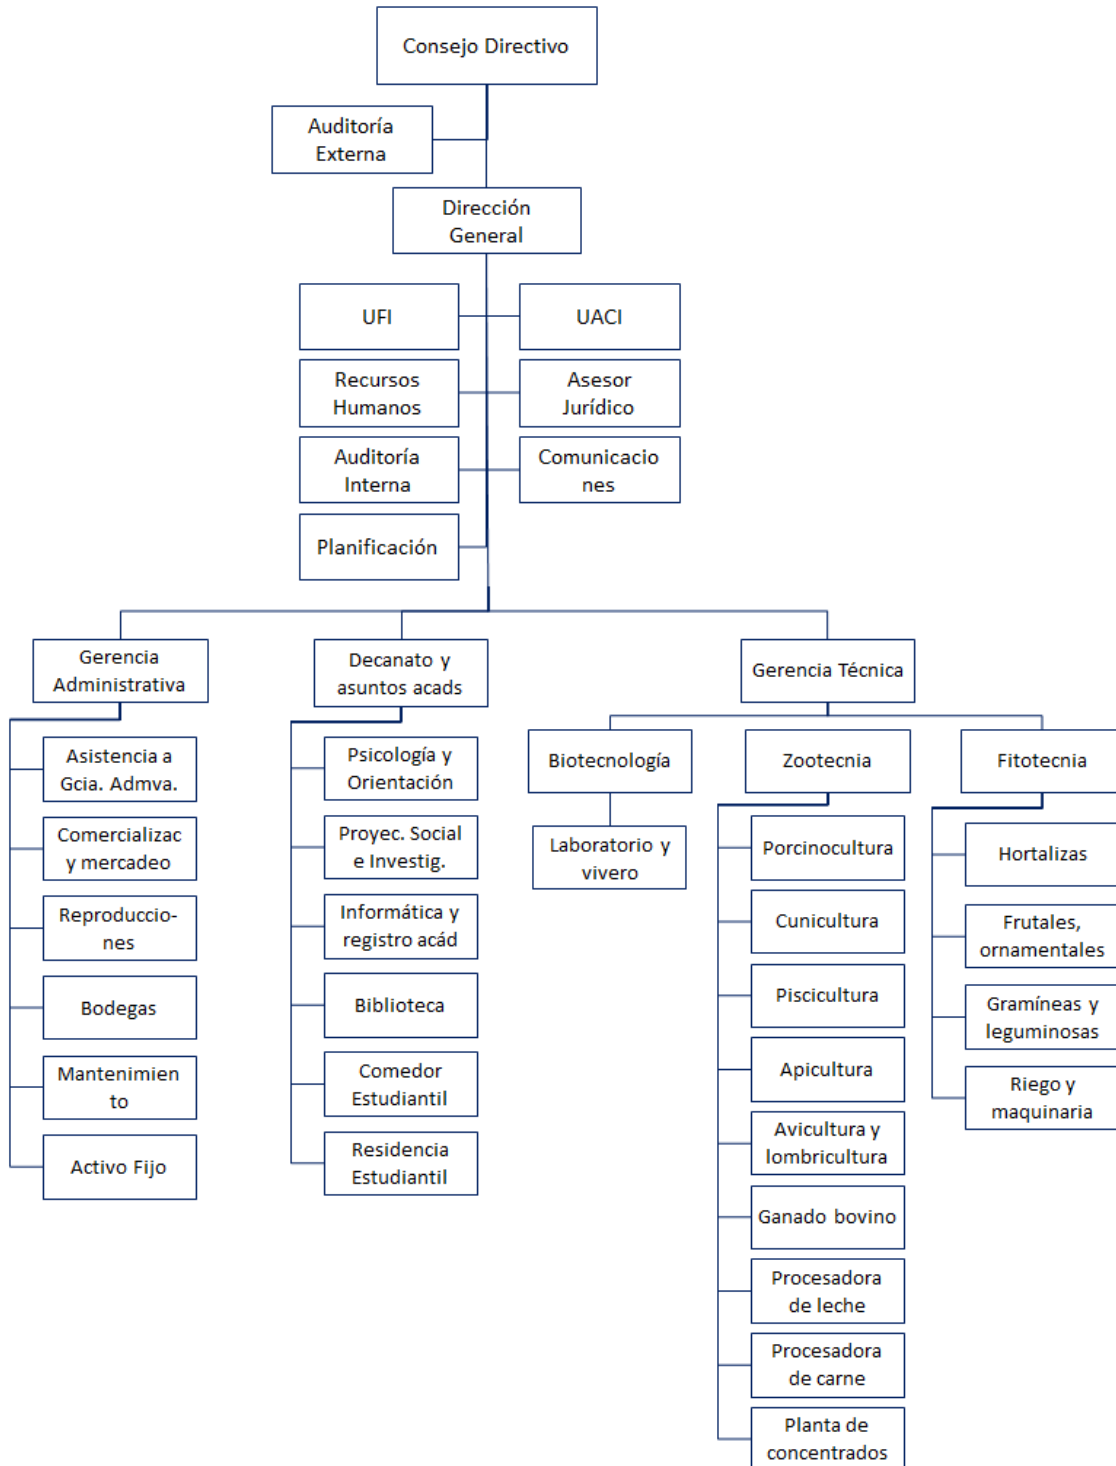 Consejo Directivo
Auditoría
Externa
Dirección
General
UFI
UACI
Recursos
Humanos
Asesor
Jurídico
Auditoría
Interna
Comunicacio
nes
Planificación
Gerencia
Administrativa
Decanato y
asuntos acads
Gerencia Técnica
Asistencia a
Gcia. Admva.
Comercializac
y mercadeo
Reproduccio-
nes
Bodegas
Mantenimien
to
Activo Fijo
Psicología y
Orientación
Proyec. Social
e Investig.
Informática y
registro acád
Biblioteca
Comedor
Estudiantil
Residencia
Estudiantil
Biotecnología
Laboratorio y
vivero
Zootecnia
Porcinocultura
Cunicultura
Piscicultura
Apicultura
Avicultura y
lombricultura
Ganado bovino
Procesadora
de leche
Procesadora
de carne
Planta de
concentrados
Fitotecnia
Hortalizas
Frutales,
ornamentales
Gramíneas y
leguminosas
Riego y
maquinaria